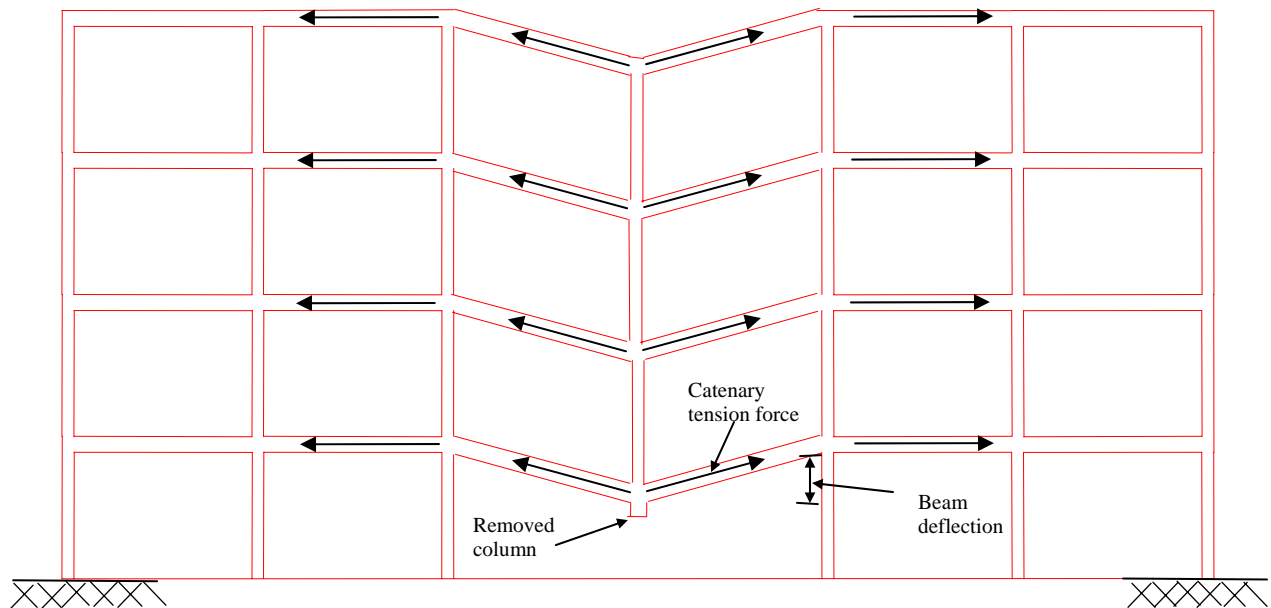 Catenary
tension force
Removed
column
Beam
deflection